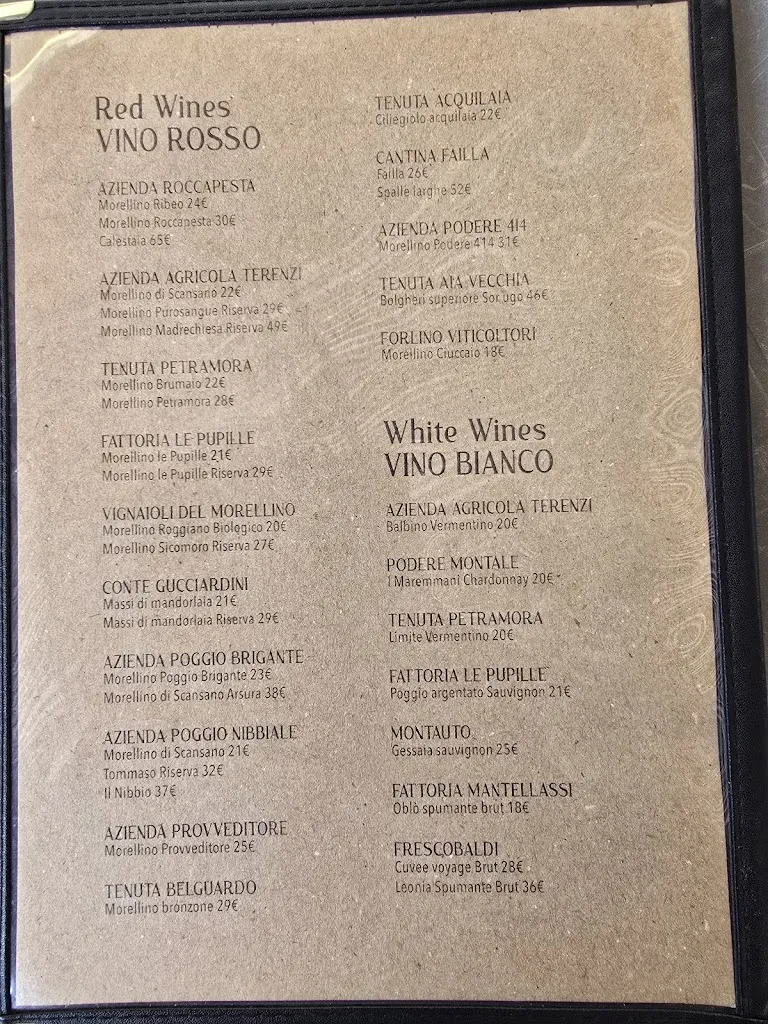 Red Wines
VINO ROSSO
AZIENDA ROCCAPESTA
Morellino Ribeo 24€
Morellino Roccapesta 30€
Calestaia 65€
AZIENDA AGRICOLA TERENZI
Morellino di Scansano 22€
Morellino Purosangue Riserva 29€
Morellino Madrechiesa Riserva 49€
TENUTA PETRAMORA
Morellino Brumaio 22€
Morellino Petramora 28€
FATTORIA LE PUPILLE
Morellino le Pupille 21€
Morellino le Pupille Riserva 29€
VIGNAIOLI DEL MORELLINO
Morellino Roggiano Biologico 20€
Morellino Sicomoro Riserva 27€
CONTE GUCCIARDINI
Massi di mandorlaia 21€
Massi di mandorlaia Riserva 29€
AZIENDA POGGIO BRIGANTE
Morellino Poggio Brigante 23€
Morellino di Scansano Arsura 38€
AZIENDA POGGIO NIBBIALE
Morellino di Scansano 21€
Tommaso Riserva 32€
Il Nibbio 37€
AZIENDA PROVVEDITORE
Morellino Provveditore 25€
TENUTA BELGUARDO
Morellino bronzone 29€
TENUTA ACQUILAIA
Ciliegiolo acquilaia 22€
CANTINA FAILLA
Failla 26€
Spalle larghe 52€
AZIENDA PODERE 414
Morellino Podere 414 31€
TENUTA AIA VECCHIA
Bolgheri superiore Sor ugo 46€
FORLINO VITICOLTORI
Morellino Ciuccaio 18€
White Wines
VINO BIANCO
AZIENDA AGRICOLA TERENZI
Balbino Vermentino 20€
PODERE MONTALE
I Maremmani Chardonnay 20€
TENUTA PETRAMORA
Limite Vermentino 20€
FATTORIA LE PUPILLE
Poggio argentato Sauvignon 21€
MONTAUTO
Gessaia sauvignon 25€
FATTORIA MANTELLASSI
Oblò spumante brut 18€
FRESCOBALDI
Cuvee voyage Brut 28€
Leonia Spumante Brut 36€